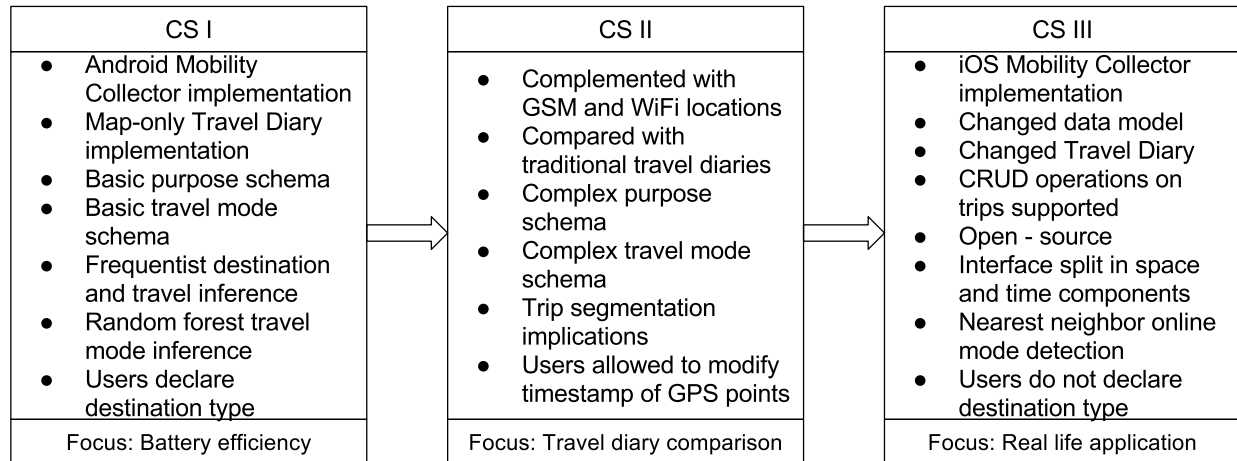 CS I
● Android Mobility
Collector implementation
● Map-only Travel Diary
implementation
● Basic purpose schema
● Basic travel mode
schema
● Frequentist destination
and travel inference
● Random forest travel
mode inference
● Users declare
destination type
Focus: Battery efficiency
CS II
● Complemented with
GSM and WiFi locations
● Compared with
traditional travel diaries
● Complex purpose
schema
● Complex travel mode
schema
● Trip segmentation
implications
● Users allowed to modify
timestamp of GPS points
Focus: Travel diary comparison
CS III
● iOS Mobility Collector
implementation
● Changed data model
● Changed Travel Diary
● CRUD operations on
trips supported
● Open - source
● Interface split in space
and time components
● Nearest neighbor online
mode detection
● Users do not declare
destination type
Focus: Real life application